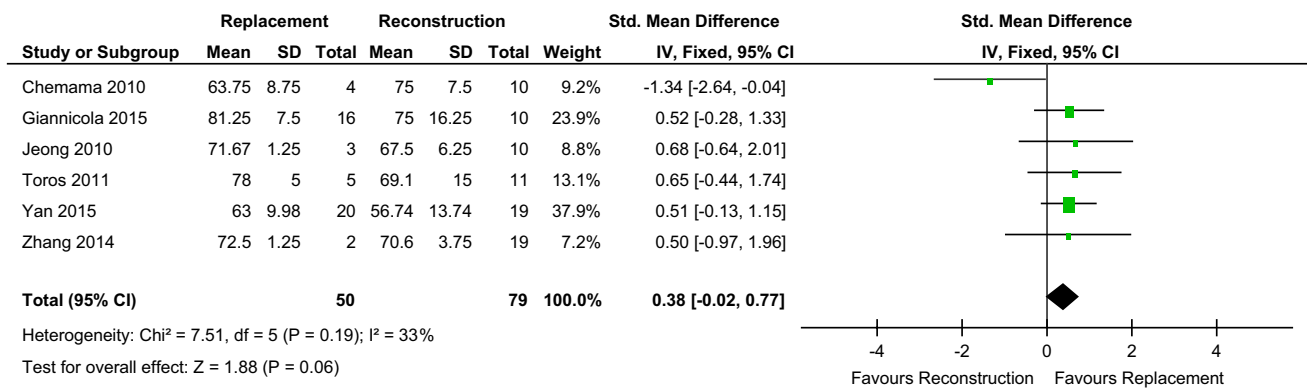 Replacement Reconstruction Std. Mean Difference Std. Mean Difference
Study or Subgroup Mean SD Total Mean SD Total Weight IV, Fixed, 95% CI IV, Fixed, 95% CI
Chemama 2010 63.75 8.75 4 75 7.5 10 9.2% -1.34 [-2.64, -0.04]
Giannicola 2015 81.25 7.5 16 75 16.25 10 23.9% 0.52 [-0.28, 1.33]
Jeong 2010 71.67 1.25 3 67.5 6.25 10 8.8% 0.68 [-0.64, 2.01]
Toros 2011 78 5 5 69.1 15 11 13.1% 0.65 [-0.44, 1.74]
Yan 2015 63 9.98 20 56.74 13.74 19 37.9% 0.51 [-0.13, 1.15]
Zhang 2014 72.5 1.25 2 70.6 3.75 19 7.2% 0.50 [-0.97, 1.96]
Total (95% CI) 50 79 100.0% 0.38 [-0.02, 0.77]
Heterogeneity: Chi² = 7.51, df = 5 (P = 0.19); I² = 33%
Test for overall effect: Z = 1.88 (P = 0.06)
-4 -2 0 2 4
Favours Reconstruction Favours Replacement